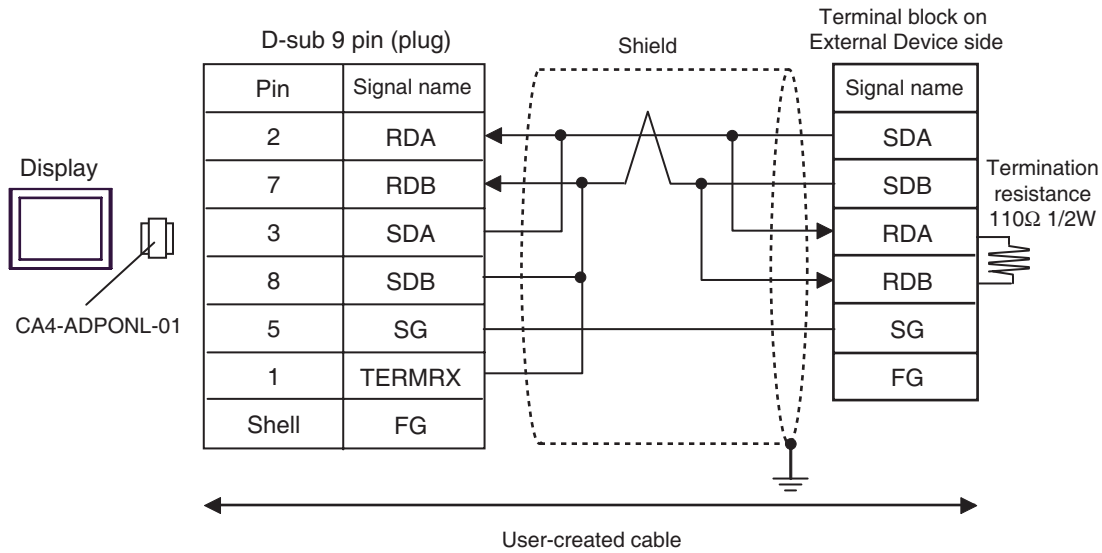 D-sub 9 pin (plug)
Shield
Terminal block on
External Device side
Pin Signal name
Signal name
2 RDA
SDA
7 RDB
SDB
3 SDA
RDA
8 SDB
RDB
5 SG
SG
1 TERMRX
FG
Shell FG
Display
CA4-ADPONL-01
Termination
resistance
110Ω 1/2W
User-created cable